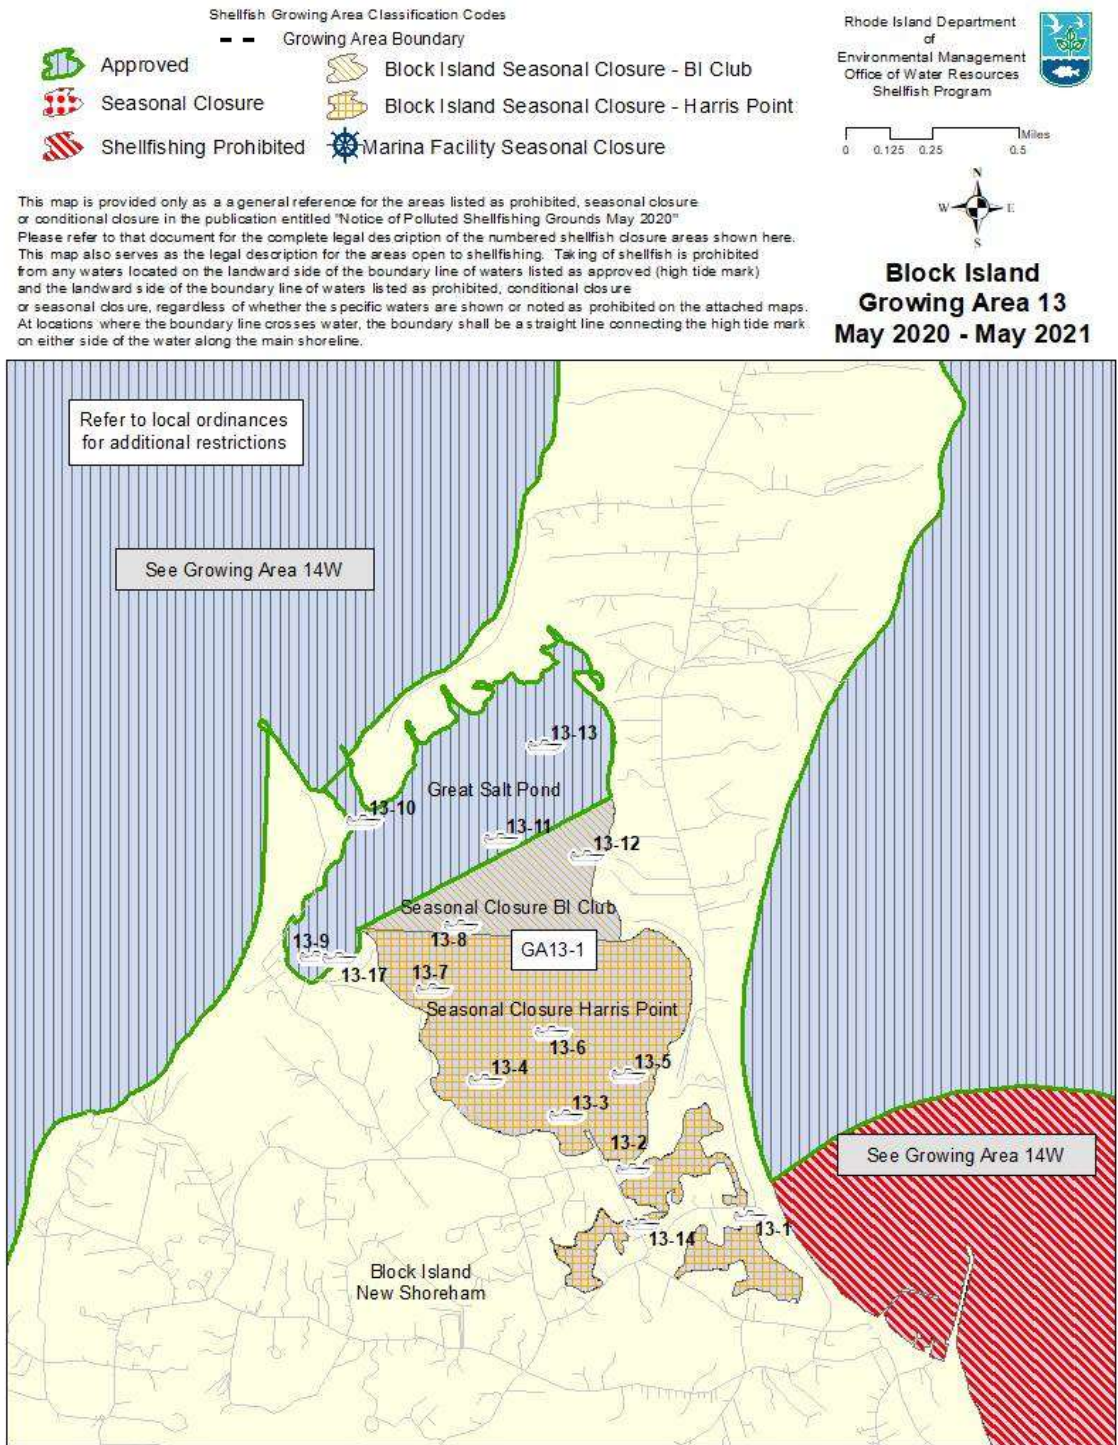 Shellfish Growing Area Classification Codes
Growing Area Boundary
Approved
Seasonal Closure
Shellfishing Prohibited
Block Island Seasonal Closure - BI Club
Block Island Seasonal Closure - Harris Point
Marina Facility Seasonal Closure
Rhode Island Department
of
Environmental Management
Office of Water Resources
Shellfish Program
Miles
0 0.125 0.25 0.5
N
W E
S
This map is provided only as a a general reference for the areas listed as prohibited, seasonal closure
or conditional closure in the publication entitled "Notice of Polluted Shellfishing Grounds May 2020"
Please refer to that document for the complete legal description of the numbered shellfish closure areas shown here.
This map also serves as the legal description for the areas open to shellfishing. Taking of shellfish is prohibited
from any waters located on the landward side of the boundary line of waters listed as approved (high tide mark)
and the landward side of the boundary line of waters listed as prohibited, conditional closure
or seasonal closure, regardless of whether the specific waters are shown or noted as prohibited on the attached maps.
At locations where the boundary line crosses water, the boundary shall be a straight line connecting the high tide mark
on either side of the water along the main shoreline.
Block Island
Growing Area 13
May 2020 - May 2021
Refer to local ordinances
for additional restrictions
See Growing Area 14W
13-13
Great Salt Pond
13-10
13-11
13-12
Seasonal Closure BI Club
13-9
13-8
GA13-1
13-17
13-7
Seasonal Closure Harris Point
13-6
13-4
13-5
13-3
13-2
See Growing Area 14W
13-1
13-14
Block Island
New Shoreham